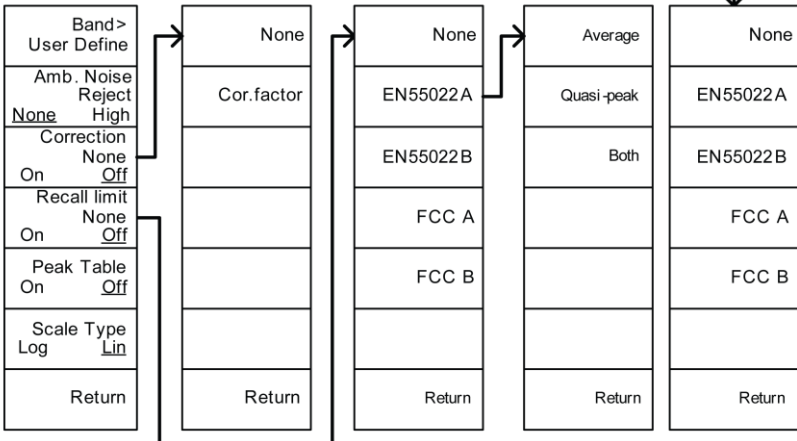 Band>
User Define
Amb. Noise
Reject
None High
Correction
None
On Off
Recall limit
None
On Off
Peak Table
On Off
Scale Type
Log Lin
Return
None
Cor.factor
Return
None
EN55022A
EN55022B
FCC A
FCC B
Return
Average
Quasi-peak
Both
Return
None
EN55022A
EN55022B
FCC A
FCC B
Return